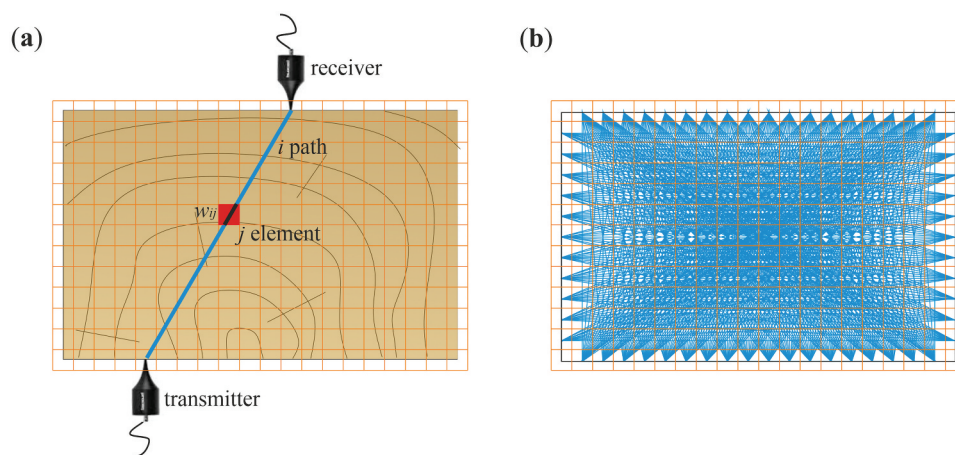 (a)
receiver
i path
wij
j element
transmitter
(b)